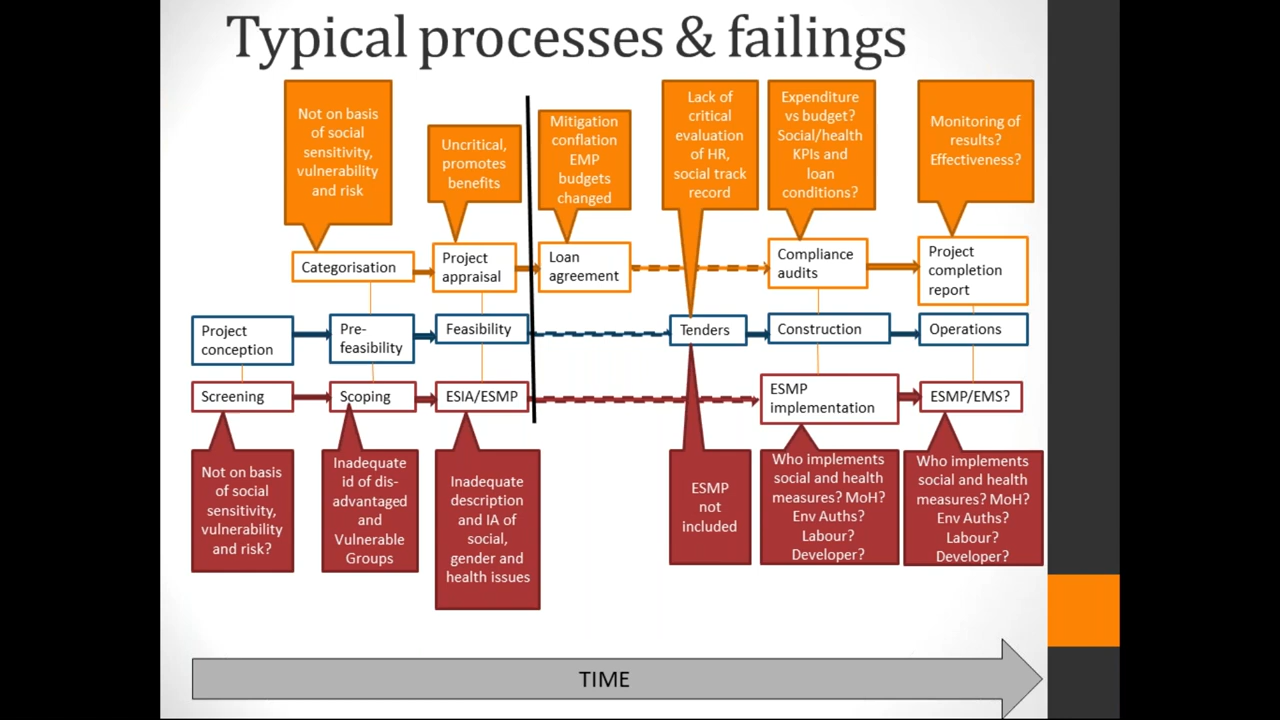 Typical processes & failings
Not on basis
of social
sensitivity,
vulnerability
and risk
Uncritical,
promotes
benefits
Mitigation
conflation
EMP
budgets
changed
Lack of
critical
evaluation
of HR,
social track
record
Expenditure
vs budget?
Social/health
KPIs and
loan
conditions?
Monitoring of
results?
Effectiveness?
Categorisation
Project
appraisal
Loan
agreement
Compliance
audits
Project
completion
report
Project
conception
Pre-
feasibility
Feasibility
Tenders
Construction
Operations
Screening
Scoping
ESIA/ESMP
ESMP
implementation
ESMP/EMS?
Not on basis
of social
sensitivity,
vulnerability
and risk?
Inadequate
id of dis-
advantaged
and
Vulnerable
Groups
Inadequate
description
and IA of
social,
gender and
health issues
ESMP
not
included
Who implements
social and health
measures? MoH?
Env Auths?
Labour?
Developer?
Who implements
social and health
measures? MoH?
Env Auths?
Labour?
Developer?
TIME